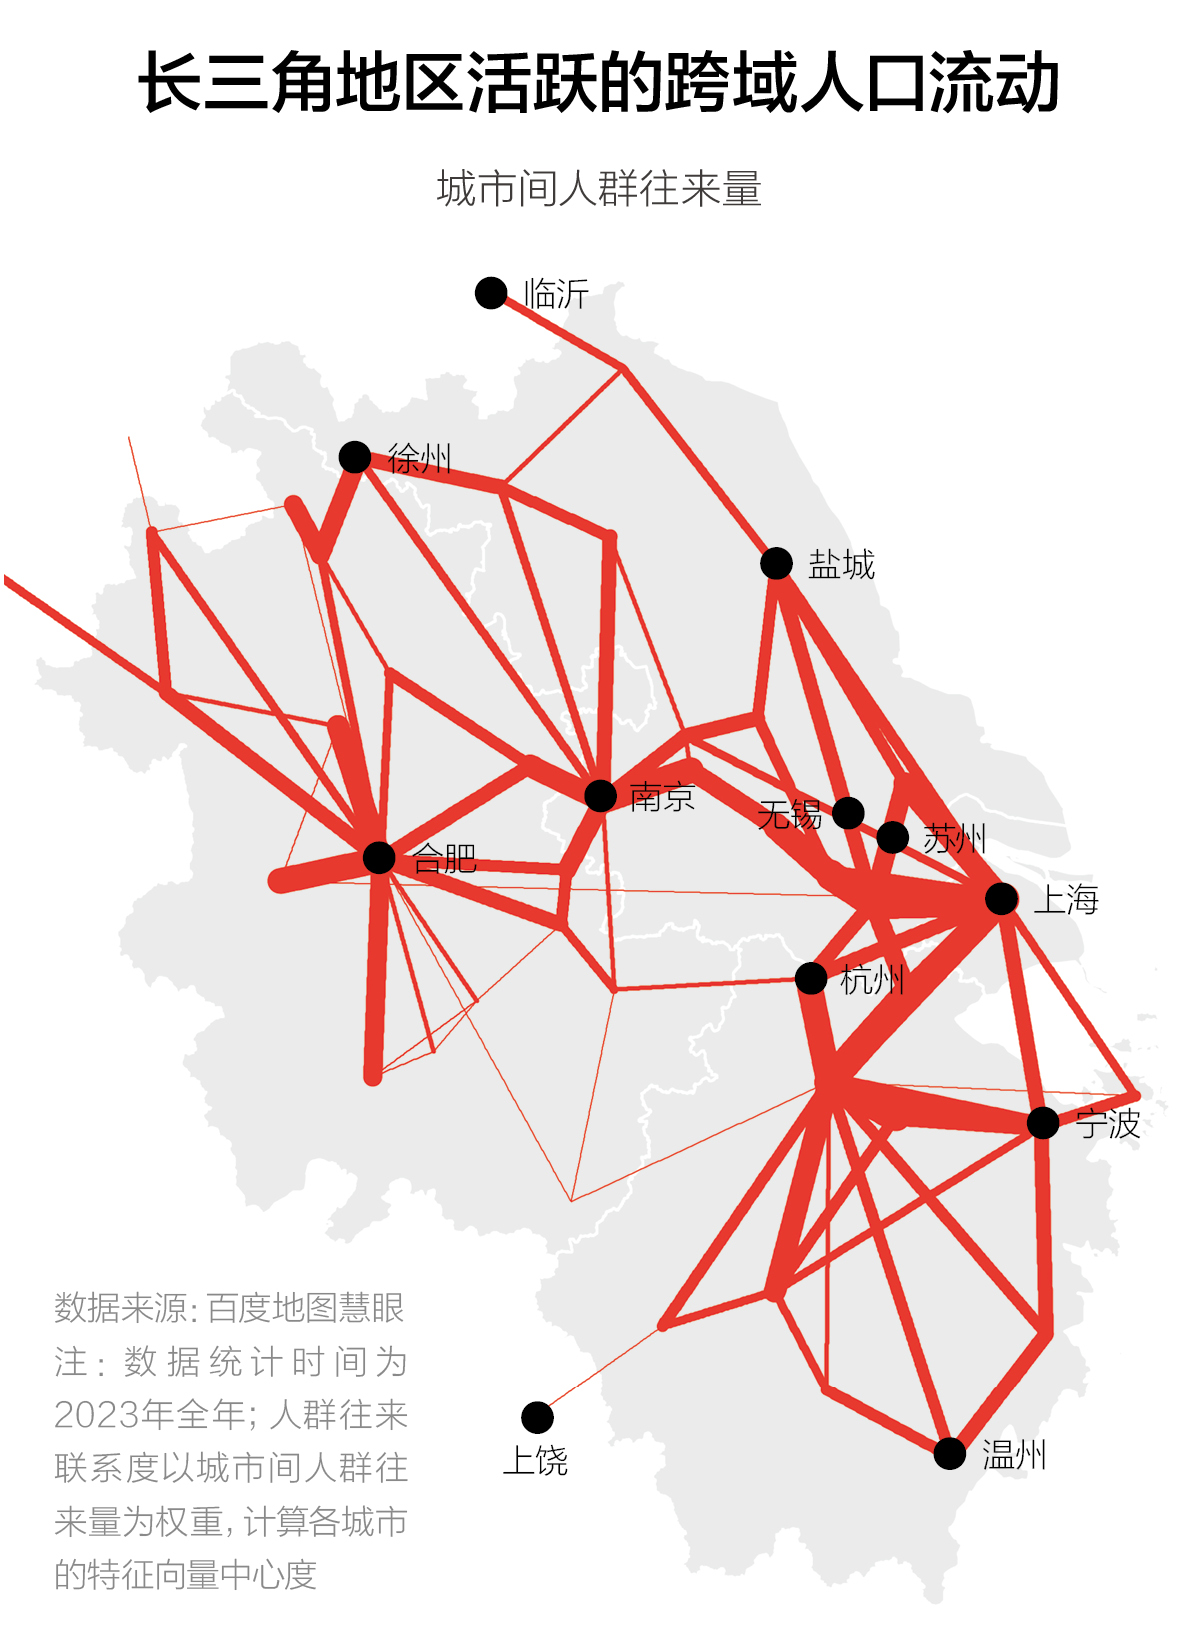 长三角地区活跃的跨域人口流动
城市间人群往来量
临沂
徐州
盐城
南京
无锡
苏州
合肥
上海
杭州
宁波
上饶
温州
数据来源：百度地图慧眼
注：数据统计时间为
2023年全年；人群往来
联系度以城市间人群往
来量为权重，计算各城市
的特征向量中心度